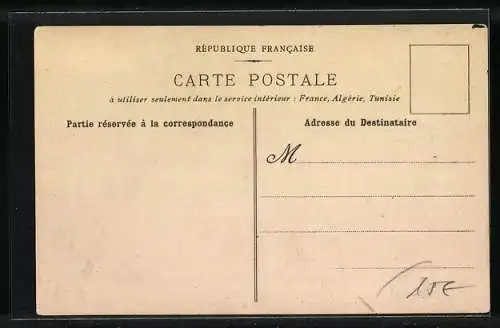 RÉPUBLIQUE FRANÇAISE
CARTE POSTALE
à utiliser seulement dans le service intérieur : France, Algérie, Tunisie
Partie réservée à la correspondance
Adresse du Destinataire
M